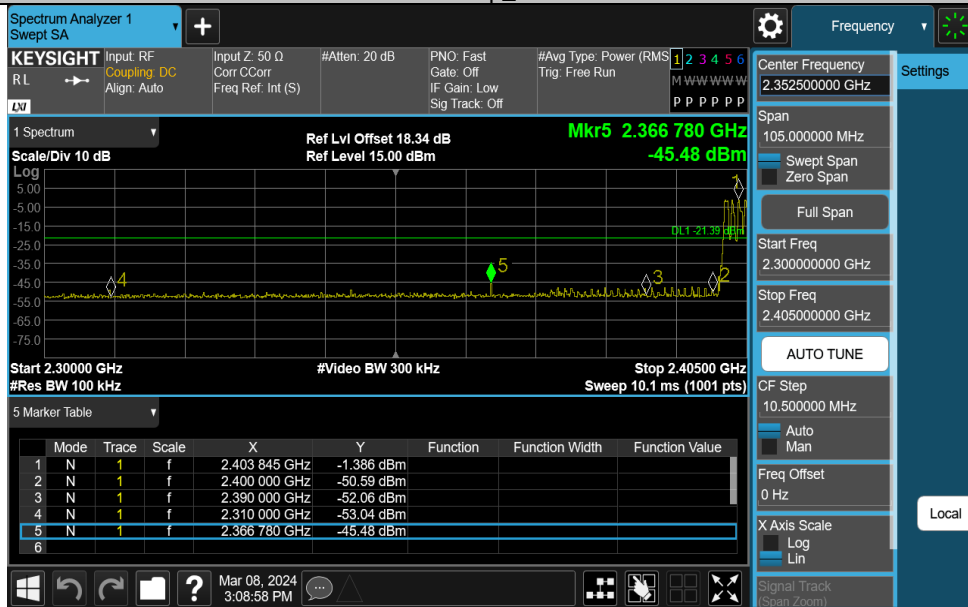 Spectrum Analyzer 1
Swept SA
+
Frequency
KEYSIGHT
RL
LXI
Input: RF
Coupling: DC
Align: Auto
Input Z: 50 Ω
Corr CCorr
Freq Ref: Int (S)
#Atten: 20 dB
PNO: Fast
Gate: Off
IF Gain: Low
Sig Track: Off
#Avg Type: Power (RMS
Trig: Free Run
1 2 3 4 5 6
M W W W W W
P P P P P P
1 Spectrum
Scale/Div 10 dB
Ref Lvl Offset 18.34 dB
Ref Level 15.00 dBm
Mkr5 2.366 780 GHz
-45.48 dBm
Log
5.00
-5.00
-15.0
-25.0
-35.0
-45.0
-55.0
-65.0
-75.0
1
DL1 -21.39 dBm
4
5
3
2
Start 2.30000 GHz
#Video BW 300 kHz
Stop 2.40500 GHz
#Res BW 100 kHz
Sweep 10.1 ms (1001 pts)
5 Marker Table
Mode Trace Scale X Y Function Function Width Function Value
1 N 1 f 2.403 845 GHz -1.386 dBm
2 N 1 f 2.400 000 GHz -50.59 dBm
3 N 1 f 2.390 000 GHz -52.06 dBm
4 N 1 f 2.310 000 GHz -53.04 dBm
5 N 1 f 2.366 780 GHz -45.48 dBm
6
?
Mar 08, 2024
3:08:58 PM
Center Frequency
2.352500000 GHz
Span
105.000000 MHz
Swept Span
Zero Span
Full Span
Start Freq
2.300000000 GHz
Stop Freq
2.405000000 GHz
AUTO TUNE
CF Step
10.500000 MHz
Auto
Man
Freq Offset
0 Hz
X Axis Scale
Log
Lin
Signal Track
(Span Zoom)
Settings
Local